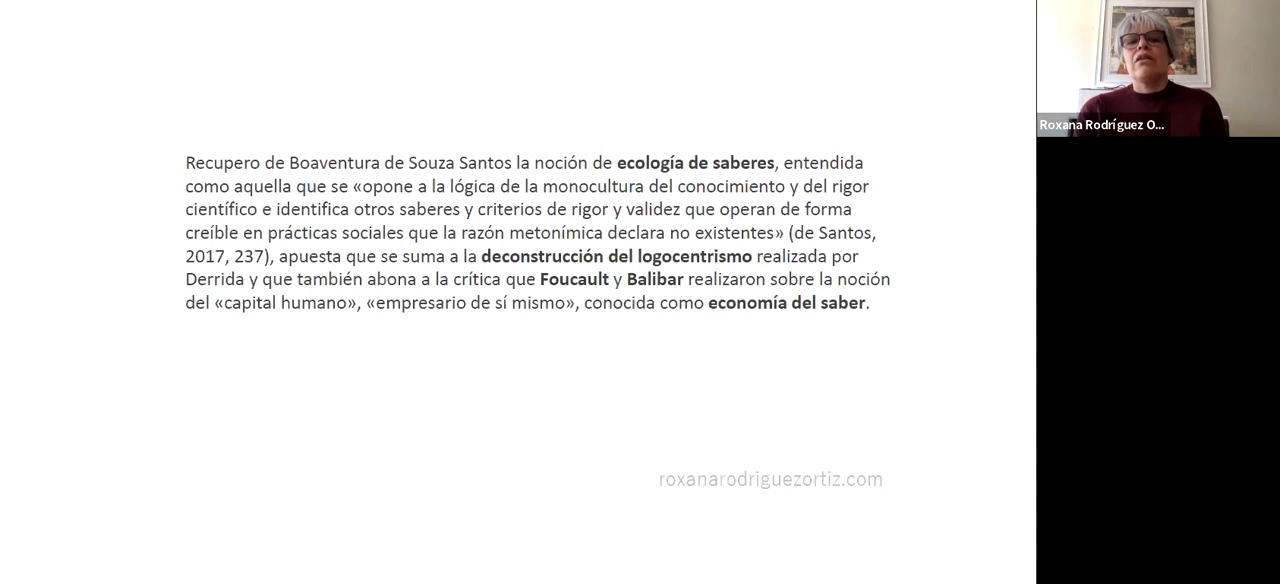 Recupero de Boaventura de Souza Santos la noción de ecología de saberes, entendida
como aquella que se «opone a la lógica de la monocultura del conocimiento y del rigor
científico e identifica otros saberes y criterios de rigor y validez que operan de forma
creíble en prácticas sociales que la razón metonímica declara no existentes» (de Santos,
2017, 237), apuesta que se suma a la deconstrucción del logocentrismo realizada por
Derrida y que también abona a la crítica que Foucault y Balibar realizaron sobre la noción
del «capital humano», «empresario de sí mismo», conocida como economía del saber.
roxanarodriguezortiz.com
Roxana Rodríguez O...